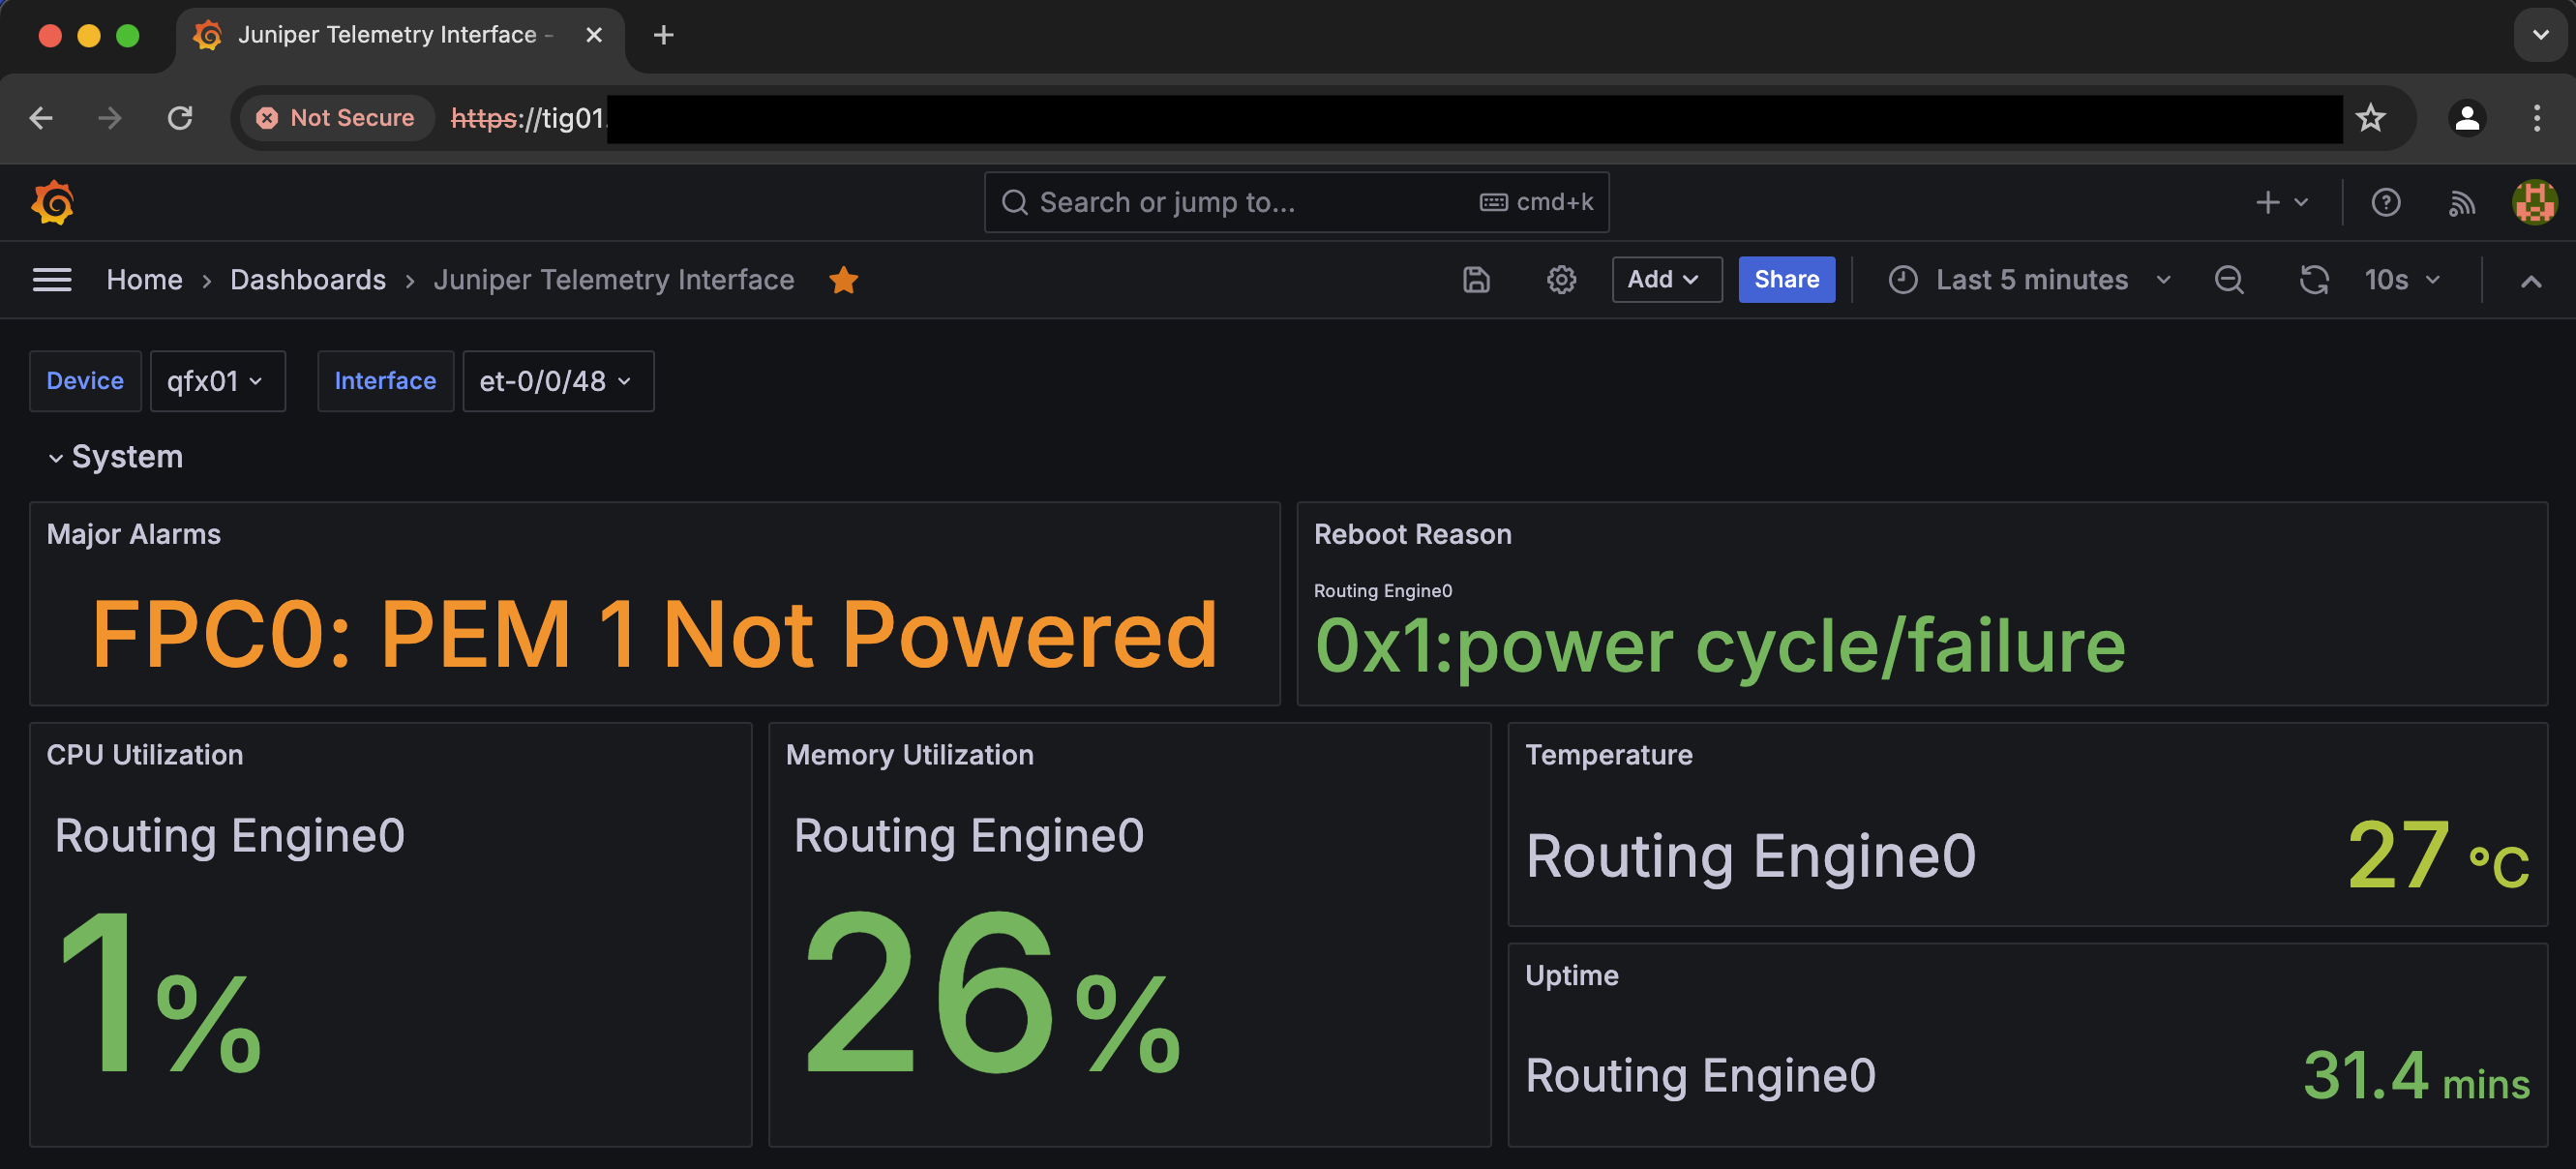 Juniper Telemetry Interface -
Not Secure https://tig01.
Search or jump to... cmd+k
Home › Dashboards › Juniper Telemetry Interface Add Share Last 5 minutes 10s
Device qfx01 Interface et-0/0/48
System
Major Alarms
FPC0: PEM 1 Not Powered
Reboot Reason
Routing Engine0
0x1:power cycle/failure
CPU Utilization
Routing Engine0
1%
Memory Utilization
Routing Engine0
26%
Temperature
Routing Engine0 27 °C
Uptime
Routing Engine0 31.4 mins